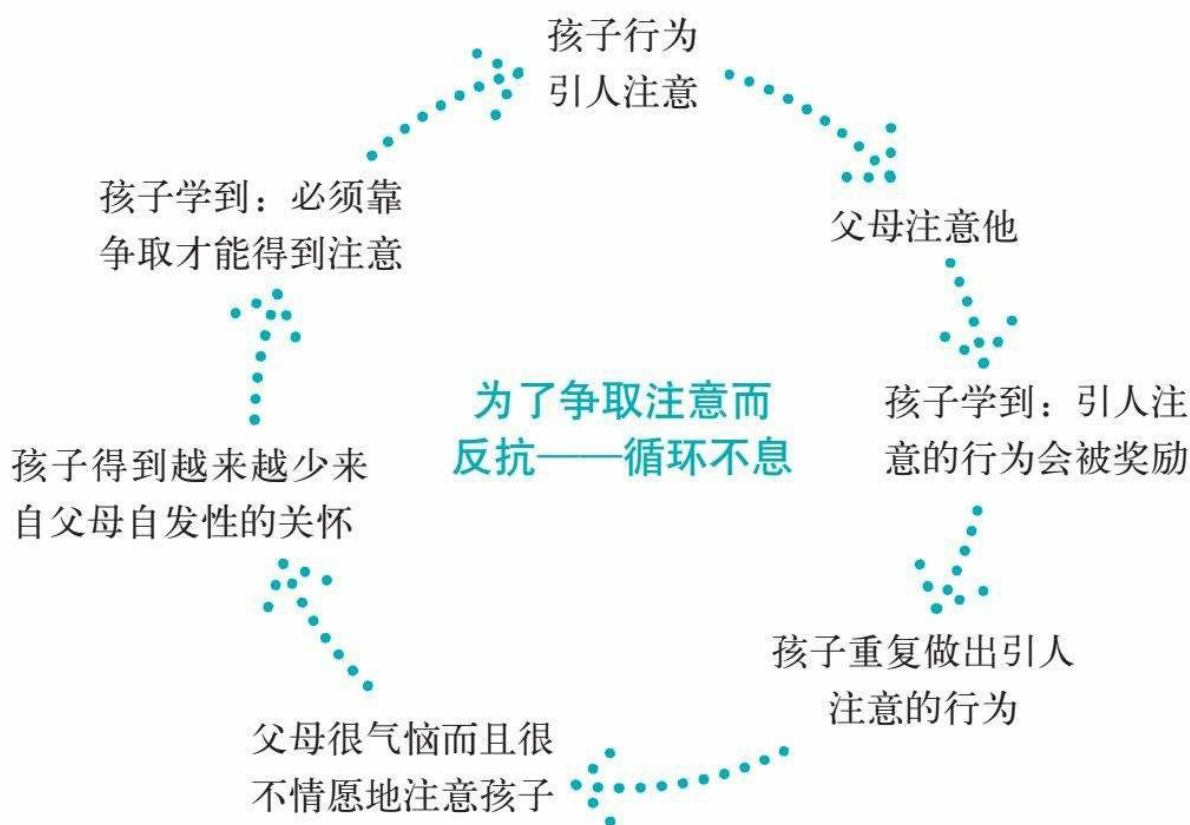 孩子行为
引人注意
父母注意他
孩子学到：引人注
意的行为会被奖励
孩子重复做出引人
注意的行为
父母很气恼而且很
不情愿地注意孩子
孩子得到越来越少来
自父母自发性的关怀
孩子学到：必须靠
争取才能得到注意
为了争取注意而
反抗——循环不息